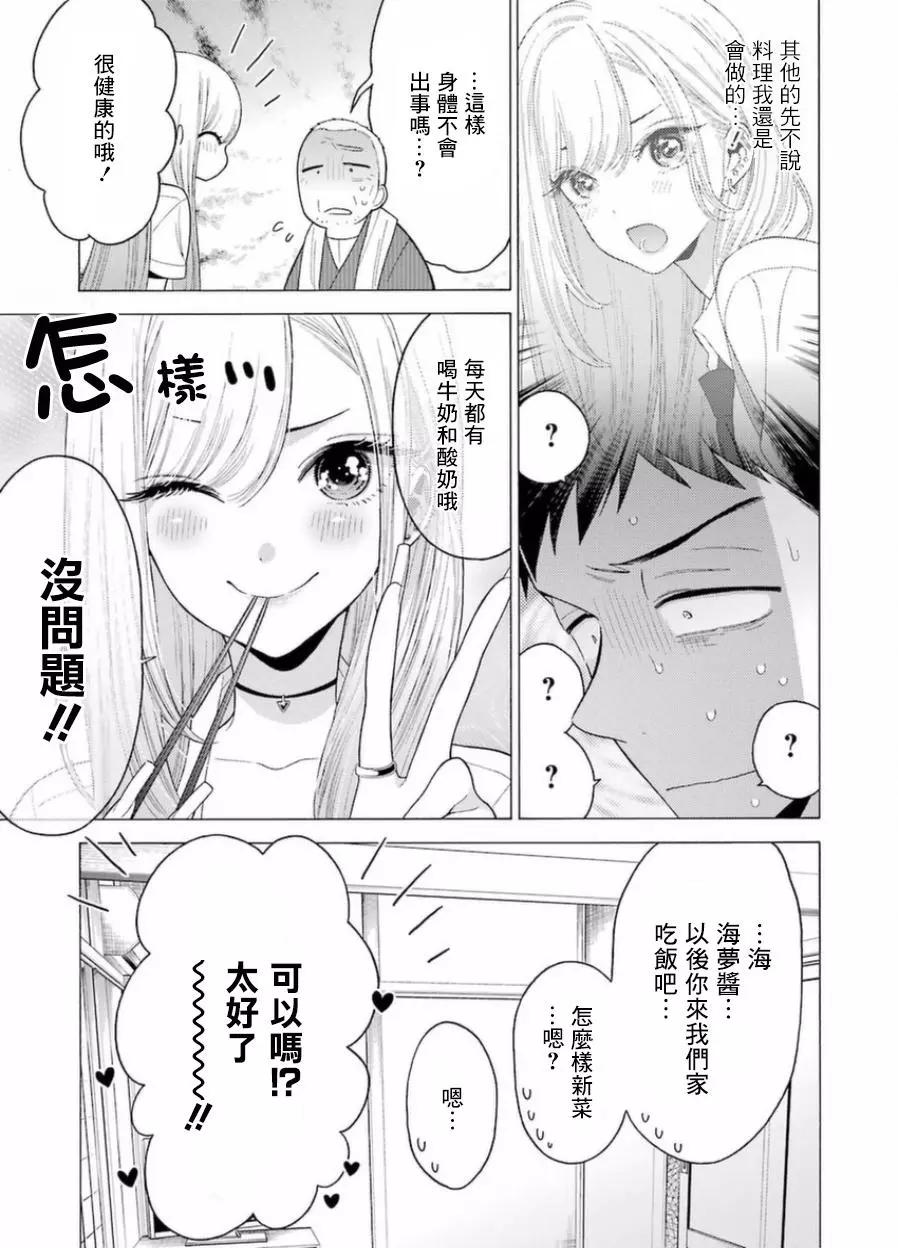 其他的先不說
料理我還是
會做的…
…這樣
身體不會
出事嗎…?
很健康的哦!
?
?
?
?
每天都有
喝牛奶和酸奶哦
怎樣
沒問題!!
…海
海夢醬…
以後你來我們家
吃飯吧…
怎麼樣新菜
…嗯?
嗯…
可以嗎!?
太好了
~~~!!